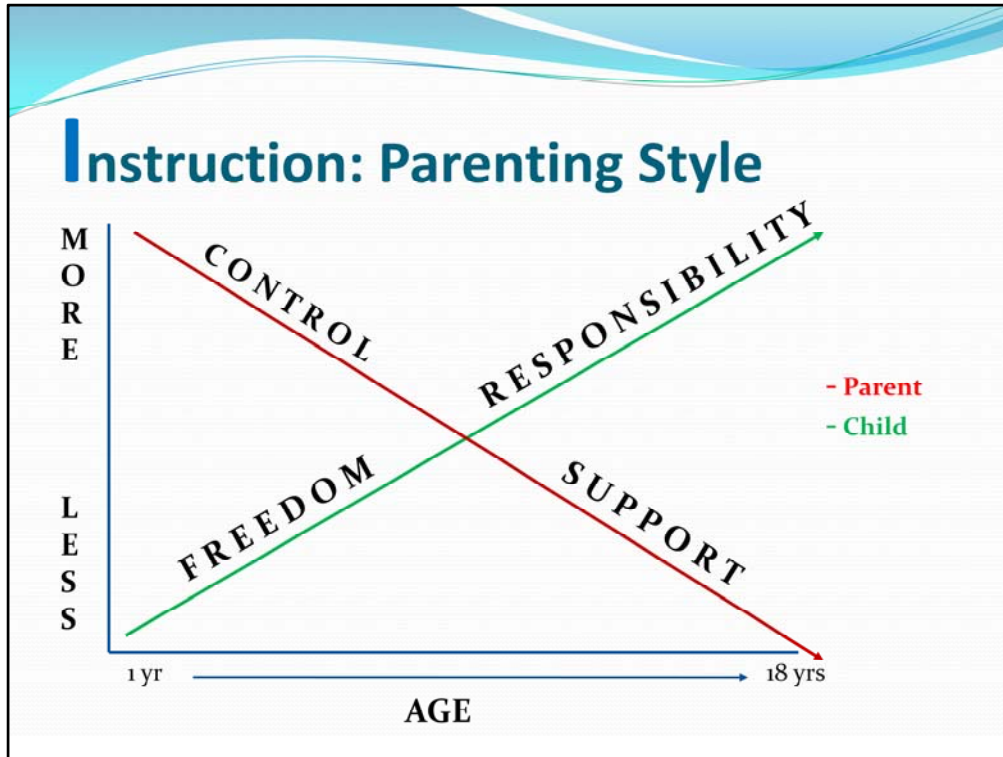 Instruction: Parenting Style
MORE
LESS
CONTROL
RESPONSIBILITY
FREEDOM
SUPPORT
- Parent
- Child
1 yr
18 yrs
AGE